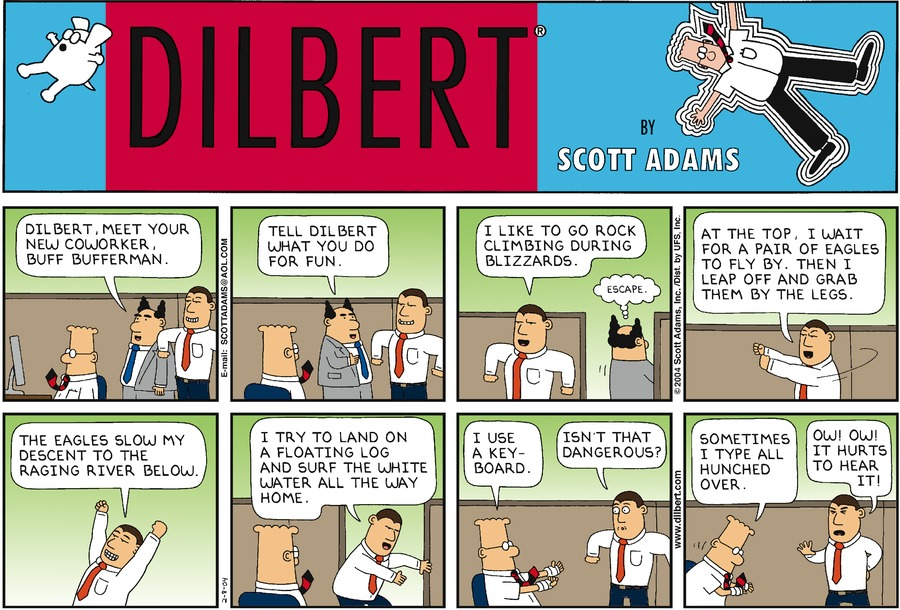 DILBERT®
BY
SCOTT ADAMS
DILBERT, MEET YOUR
NEW COWORKER,
BUFF BUFFERMAN.
E-mail: SCOTTADAMS@AOL.COM
TELL DILBERT
WHAT YOU DO
FOR FUN.
I LIKE TO GO ROCK
CLIMBING DURING
BLIZZARDS.
ESCAPE.
© 2004 Scott Adams, Inc. /Dist. by UFS, Inc.
AT THE TOP, I WAIT
FOR A PAIR OF EAGLES
TO FLY BY. THEN I
LEAP OFF AND GRAB
THEM BY THE LEGS.
THE EAGLES SLOW MY
DESCENT TO THE
RAGING RIVER BELOW.
2-8-04
I TRY TO LAND ON
A FLOATING LOG
AND SURF THE WHITE
WATER ALL THE WAY
HOME.
I USE
A KEY-
BOARD.
ISN'T THAT
DANGEROUS?
www.dilbert.com
SOMETIMES
I TYPE ALL
HUNCHED
OVER.
OW! OW!
IT HURTS
TO HEAR
IT!